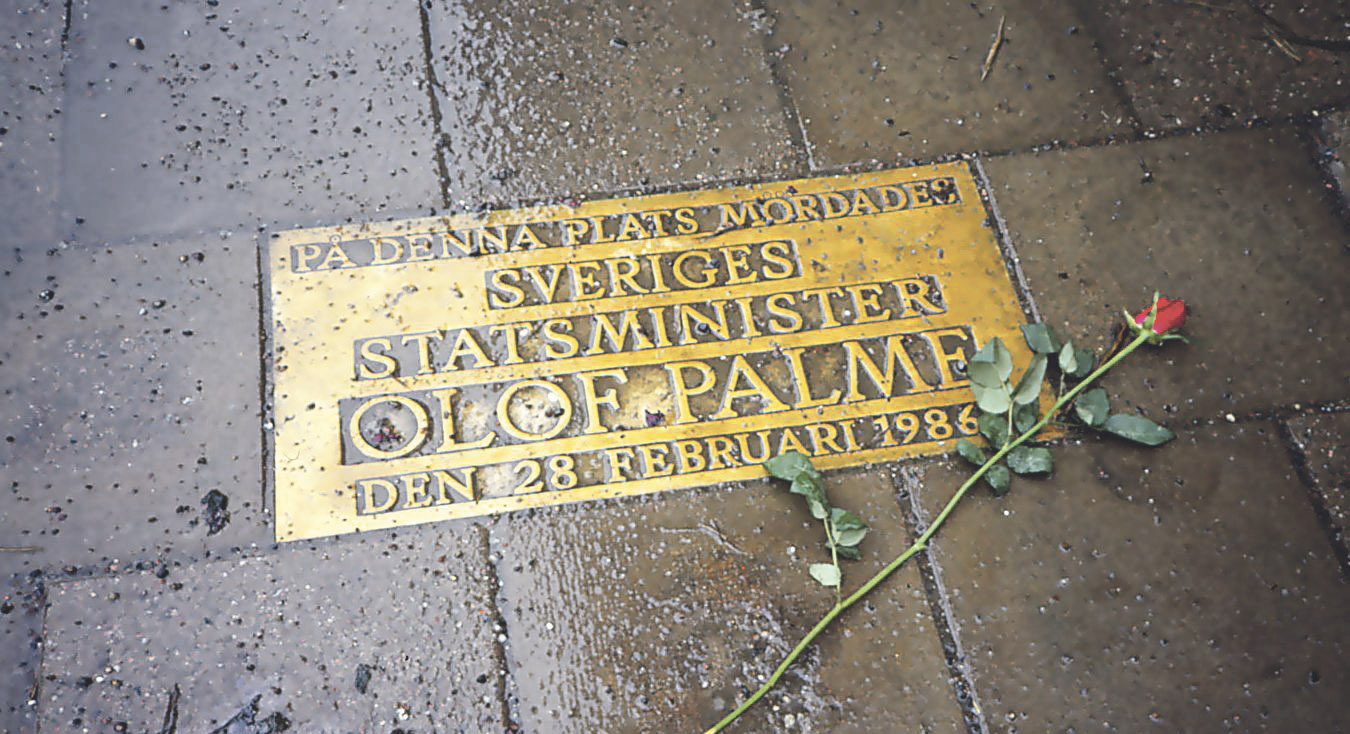 PÅ DENNA PLATS MÖRDADES
SVERIGES
STATSMINISTER
OLOF PALME
DEN 28 FEBRUARI 1986